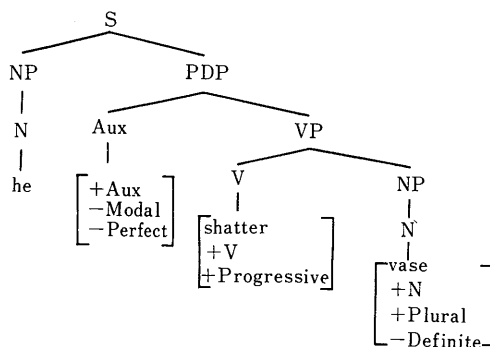 S
NP PDP
N Aux VP
he V NP
+Aux
−Modal
−Perfect
shatter
+V
+Progressive
N
vase
+N
+Plural
−Definite